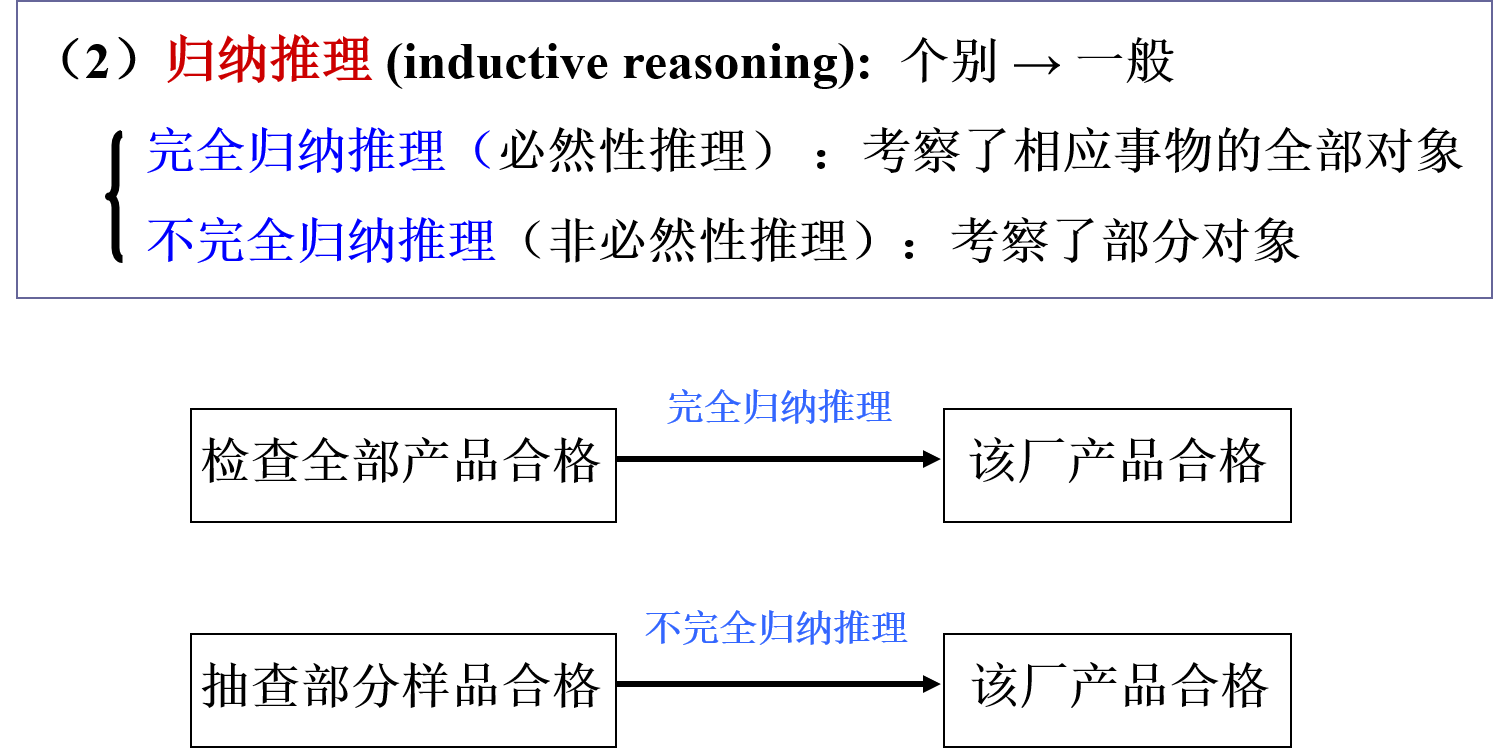 （2）归纳推理 (inductive reasoning): 个别 → 一般
完全归纳推理（必然性推理）：考察了相应事物的全部对象
不完全归纳推理（非必然性推理）：考察了部分对象
完全归纳推理
检查全部产品合格
该厂产品合格
不完全归纳推理
抽查部分样品合格
该厂产品合格